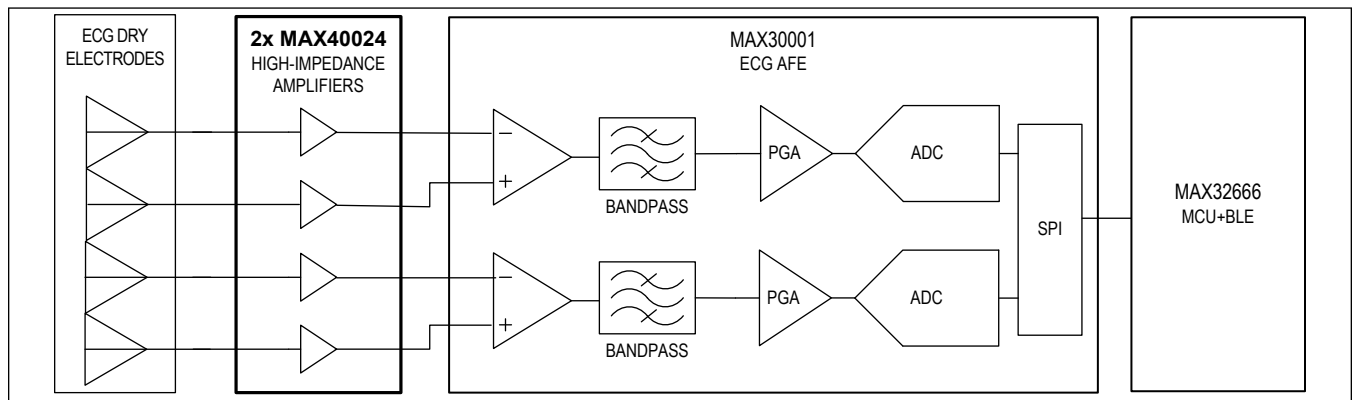 ECG DRY
ELECTRODES
2x MAX40024
HIGH-IMPEDANCE
AMPLIFIERS
MAX30001
ECG AFE
−
+
BANDPASS
PGA
ADC
−
+
BANDPASS
PGA
ADC
SPI
MAX32666
MCU+BLE